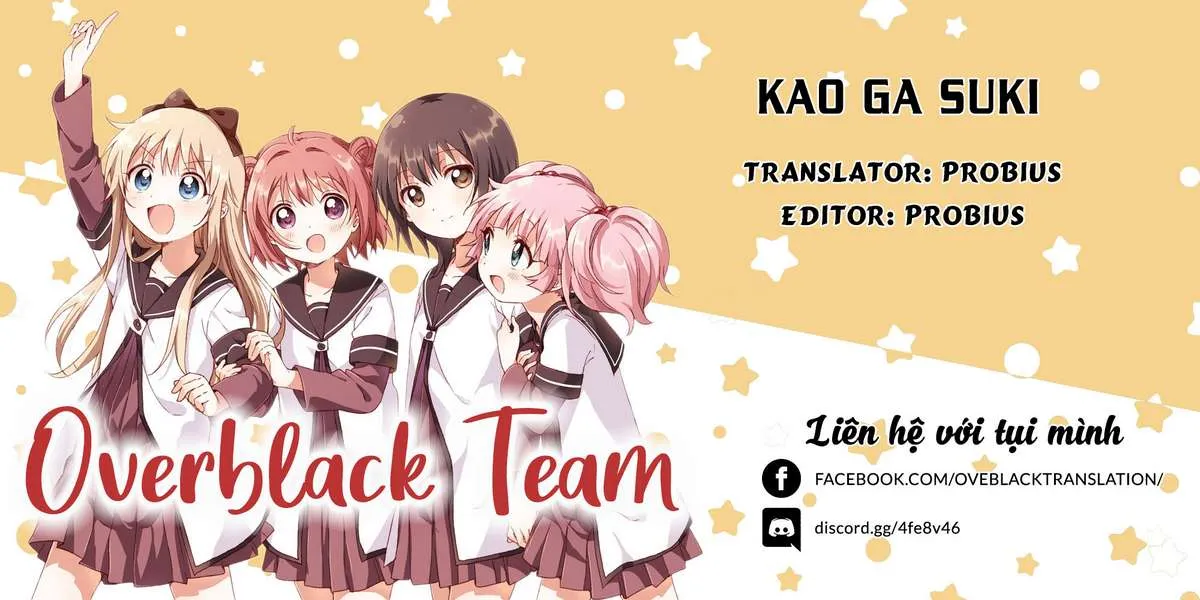 KAO GA SUKI
TRANSLATOR: PROBIUS
EDITOR: PROBIUS
Overblack Team
Liên hệ với tụi mình
FACEBOOK.COM/OVEBLACKTRANSLATION/
discord.gg/4fe8v46